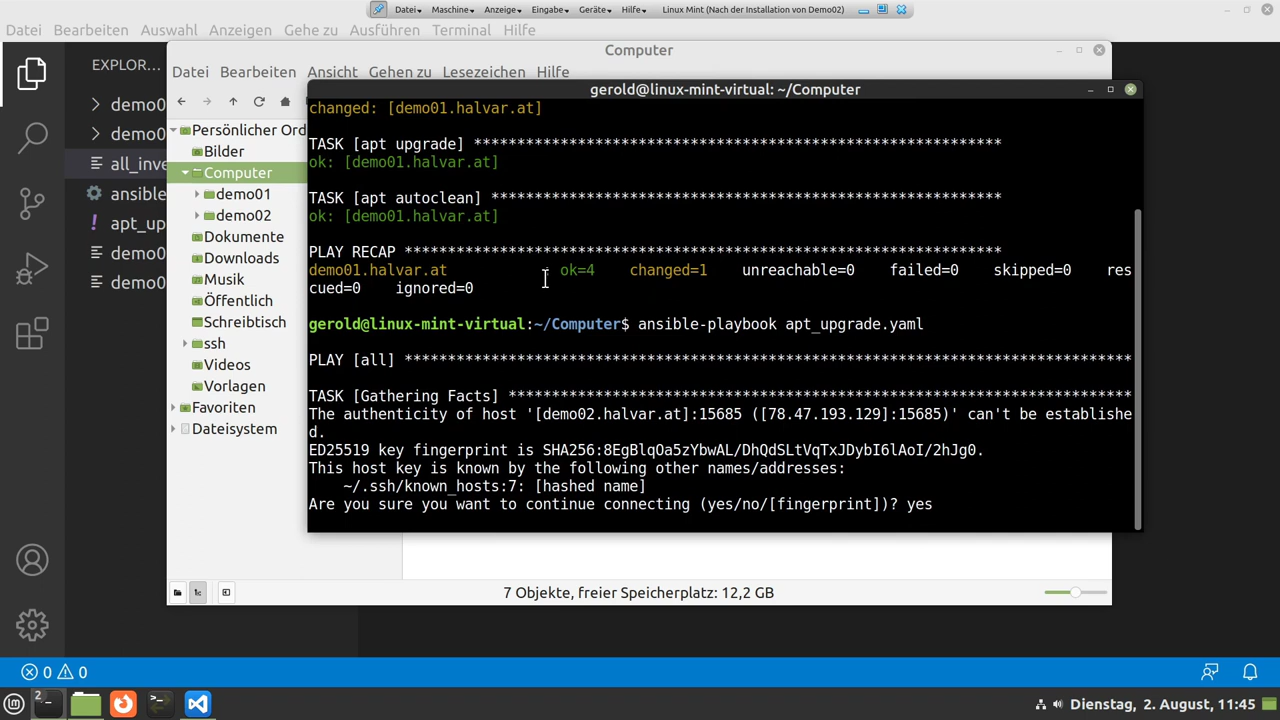 Datei Maschine Anzeige Eingabe Geräte Hilfe Linux Mint (Nach der Installation von Demo02)
Datei Bearbeiten Auswahl Anzeigen Gehe zu Ausführen Terminal Hilfe
EXPLOR...
demo0
demo0
all_inve
ansible
apt_up
demo0
demo0
Computer
Datei Bearbeiten Ansicht Gehen zu Lesezeichen Hilfe
Persönlicher Ord
Bilder
Computer
demo01
demo02
Dokumente
Downloads
Musik
Öffentlich
Schreibtisch
ssh
Videos
Vorlagen
Favoriten
Dateisystem
7 Objekte, freier Speicherplatz: 12,2 GB
gerold@linux-mint-virtual: ~/Computer
changed: [demo01.halvar.at]
TASK [apt upgrade] *************************************************************
ok: [demo01.halvar.at]
TASK [apt autoclean] ***********************************************************
ok: [demo01.halvar.at]
PLAY RECAP *********************************************************************
demo01.halvar.at : ok=4 changed=1 unreachable=0 failed=0 skipped=0 res
cued=0 ignored=0
gerold@linux-mint-virtual:~/Computer$ ansible-playbook apt_upgrade.yaml
PLAY [all] ************************************************************************************
TASK [Gathering Facts] ************************************************************************
The authenticity of host '[demo02.halvar.at]:15685 ([78.47.193.129]:15685)' can't be establishe
d.
ED25519 key fingerprint is SHA256:8EgBlqOa5zYbwAL/DhQdSLtVqTxJDybI6lAoI/2hJg0.
This host key is known by the following other names/addresses:
~/.ssh/known_hosts:7: [hashed name]
Are you sure you want to continue connecting (yes/no/[fingerprint])? yes
0 0
2
Dienstag, 2. August, 11:45